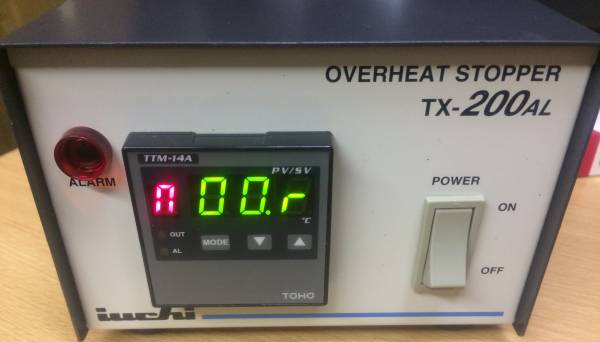 OVERHEAT STOPPER
TX-200AL
ALARM
TTM-14A
PV/SV
00.r
°C
OUT
AL
MODE
TOHO
POWER
ON
OFF